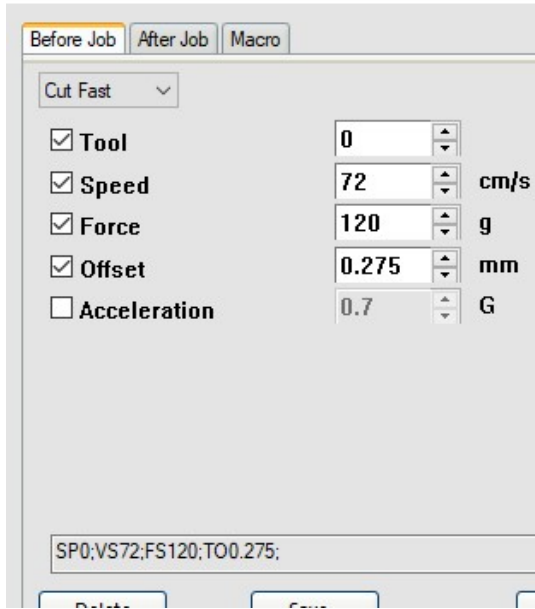 Before Job After Job Macro
Cut Fast
Tool 0
Speed 72 cm/s
Force 120 g
Offset 0.275 mm
Acceleration 0.7 G
SP0;VS72;FS120;TO0.275;
Delete Save